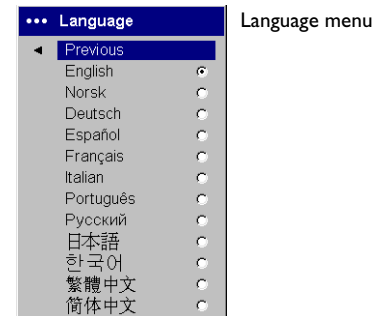 ••• Language
Language menu
Previous
English
Norsk
Deutsch
Español
Français
Italian
Português
Русский
日本語
한국어
繁體中文
简体中文